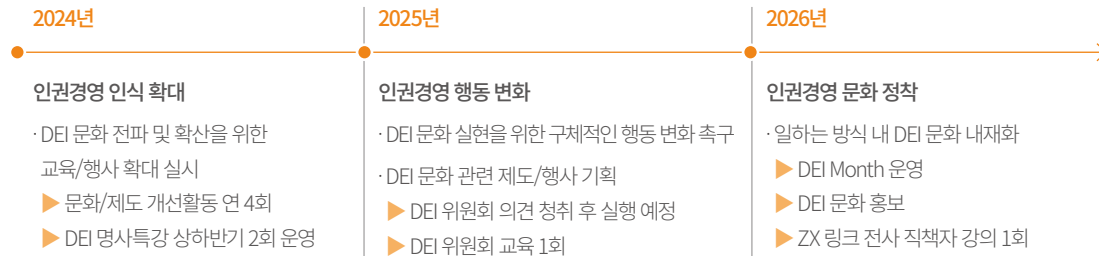 2024년
인권경영 인식 확대
· DEI 문화 전파 및 확산을 위한
교육/행사 확대 실시
▶ 문화/제도 개선활동 연 4회
▶ DEI 명사특강 상하반기 2회 운영
2025년
인권경영 행동 변화
· DEI 문화 실현을 위한 구체적인 행동 변화 촉구
· DEI 문화 관련 제도/행사 기획
▶ DEI 위원회 의견 청취 후 실행 예정
▶ DEI 위원회 교육 1회
2026년
인권경영 문화 정착
· 일하는 방식 내 DEI 문화 내재화
▶ DEI Month 운영
▶ DEI 문화 홍보
▶ ZX 링크 전사 직책자 강의 1회